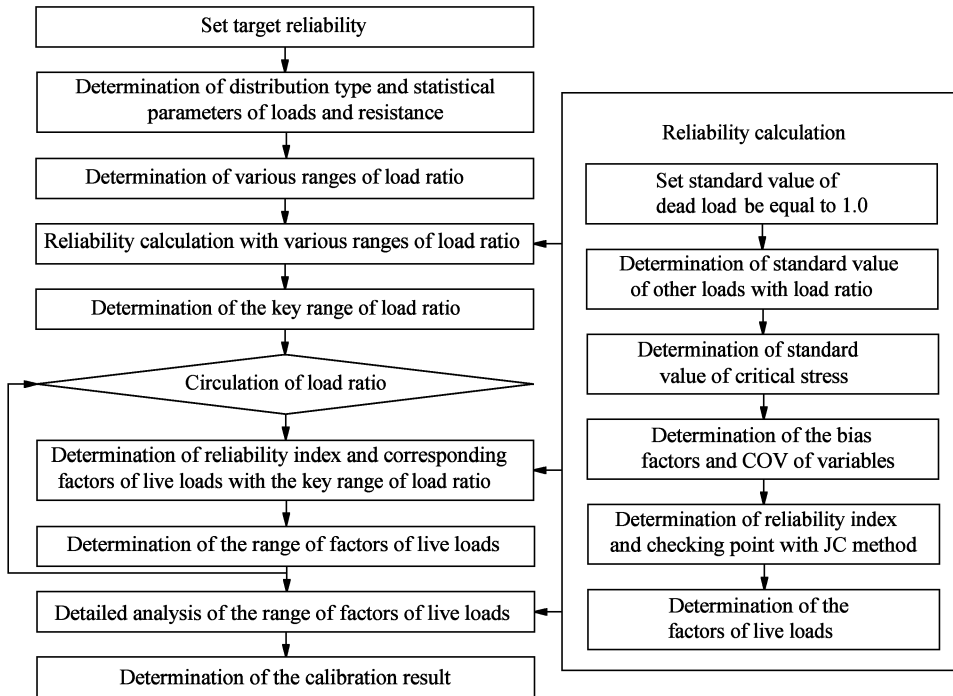 Set target reliability
Determination of distribution type and statistical
parameters of loads and resistance
Determination of various ranges of load ratio
Reliability calculation with various ranges of load ratio
Determination of the key range of load ratio
Circulation of load ratio
Determination of reliability index and corresponding
factors of live loads with the key range of load ratio
Determination of the range of factors of live loads
Detailed analysis of the range of factors of live loads
Determination of the calibration result
Reliability calculation
Set standard value of
dead load be equal to 1.0
Determination of standard value
of other loads with load ratio
Determination of standard
value of critical stress
Determination of the bias
factors and COV of variables
Determination of reliability index
and checking point with JC method
Determination of the
factors of live loads